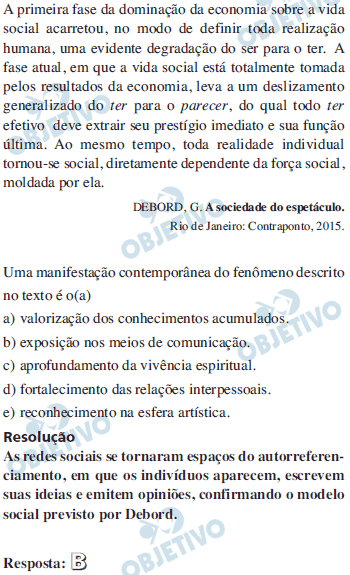 A primeira fase da dominação da economia sobre a vida
social acarretou, no modo de definir toda realização
humana, uma evidente degradação do ser para o ter. A
fase atual, em que a vida social está totalmente tomada
pelos resultados da economia, leva a um deslizamento
generalizado do ter para o parecer, do qual todo ter
efetivo deve extrair seu prestígio imediato e sua função
última. Ao mesmo tempo, toda realidade individual
tornou-se social, diretamente dependente da força social,
moldada por ela.
DEBORD, G. A sociedade do espetáculo.
Rio de Janeiro: Contraponto, 2015.
Uma manifestação contemporânea do fenômeno descrito
no texto é o(a)
a) valorização dos conhecimentos acumulados.
b) exposição nos meios de comunicação.
c) aprofundamento da vivência espiritual.
d) fortalecimento das relações interpessoais.
e) reconhecimento na esfera artística.
Resolução
As redes sociais se tornaram espaços do autorreferen-
ciamento, em que os indivíduos aparecem, escrevem
suas ideias e emitem opiniões, confirmando o modelo
social previsto por Debord.
Resposta: B
OBJETIVO
OBJETIVO
OBJETIVO
OBJETIVO
OBJETIVO
OBJETIVO